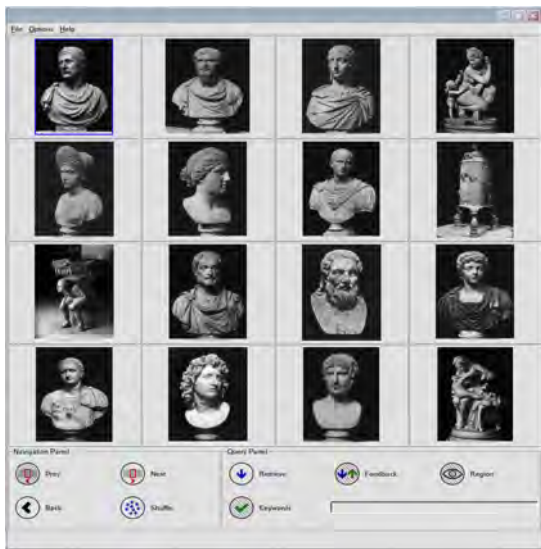 File Options Help
Navigation Panel
Query Panel
Prev
Next
Retrieve
Feedback
Region
Back
Shuffle
Keywords